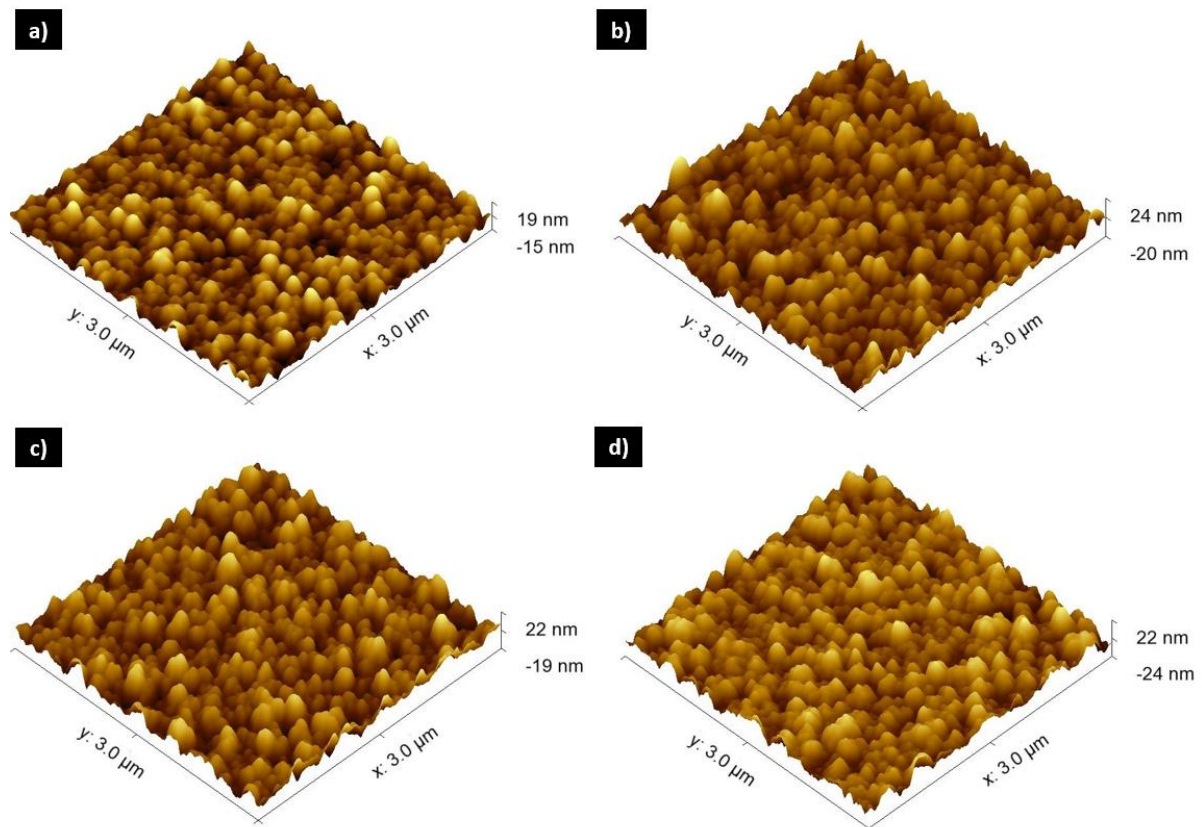 a)
19 nm
-15 nm
y: 3.0 µm
x: 3.0 µm
b)
24 nm
-20 nm
y: 3.0 µm
x: 3.0 µm
c)
22 nm
-19 nm
y: 3.0 µm
x: 3.0 µm
d)
22 nm
-24 nm
y: 3.0 µm
x: 3.0 µm